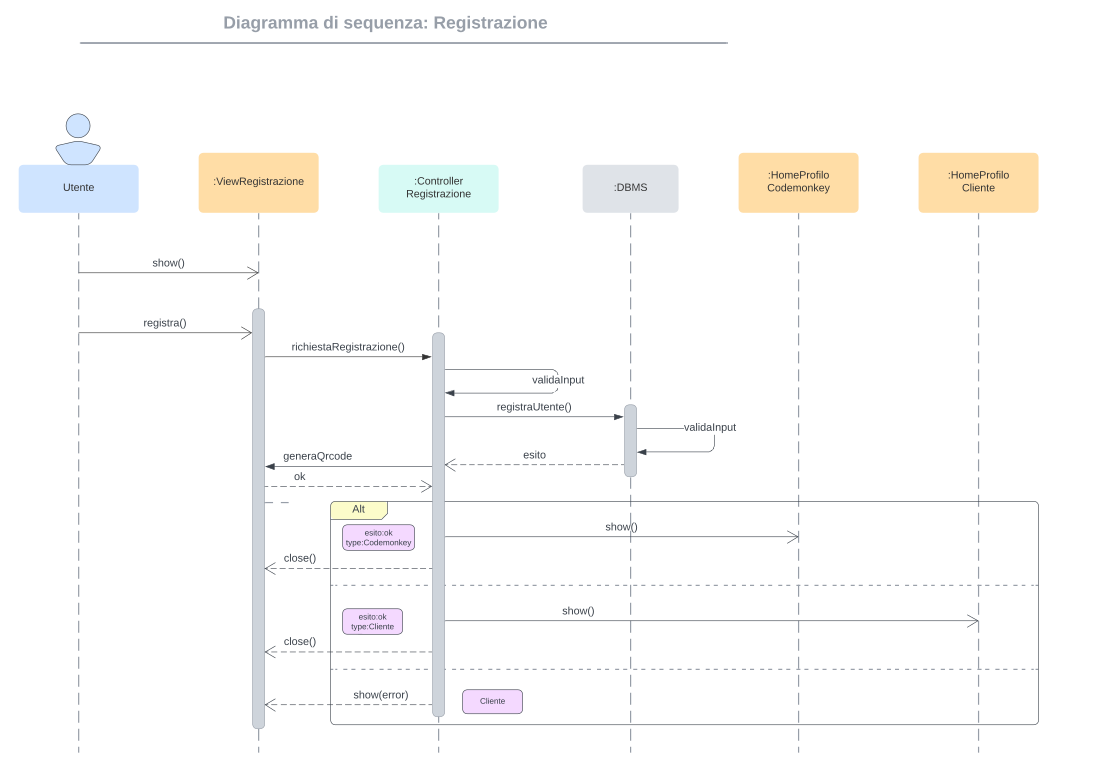 Diagramma di sequenza: Registrazione
Utente
:ViewRegistrazione
:Controller
Registrazione
:DBMS
:HomeProfilo
Codemonkey
:HomeProfilo
Cliente
show()
registra()
richiestaRegistrazione()
validaInput
registraUtente()
validaInput
esito
generaQrcode
ok
Alt
esito:ok
type:Codemonkey
show()
close()
esito:ok
type:Cliente
show()
close()
show(error)
Cliente